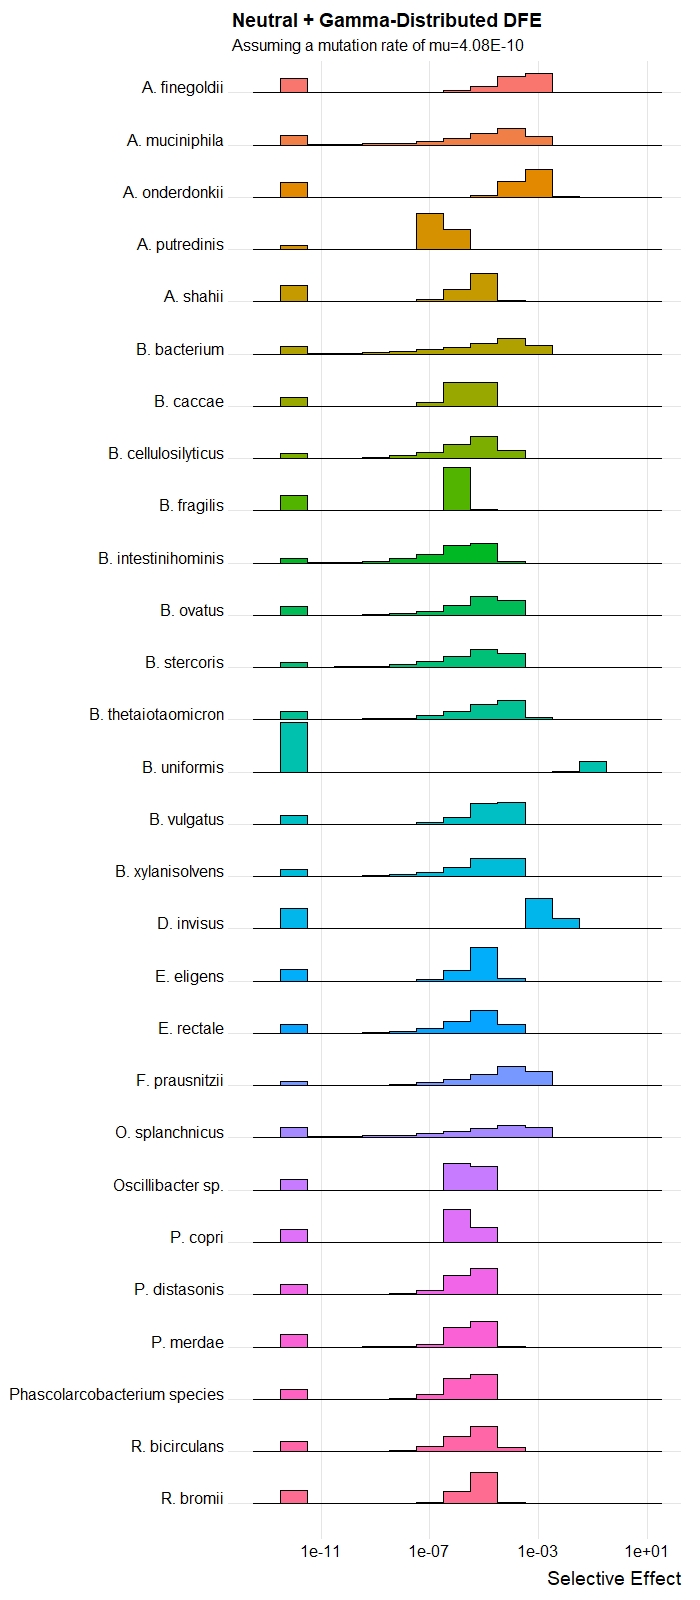 Neutral + Gamma-Distributed DFE
Assuming a mutation rate of mu=4.08E-10
A. finegoldii
A. muciniphila
A. onderdonkii
A. putredinis
A. shahii
B. bacterium
B. caccae
B. cellulosilyticus
B. fragilis
B. intestinihominis
B. ovatus
B. stercoris
B. thetaiotaomicron
B. uniformis
B. vulgatus
B. xylanisolvens
D. invisus
E. eligens
E. rectale
F. prausnitzii
O. splanchnicus
Oscillibacter sp.
P. copri
P. distasonis
P. merdae
Phascolarcobacterium species
R. bicirculans
R. bromii
1e-11 1e-07 1e-03 1e+01
Selective Effect